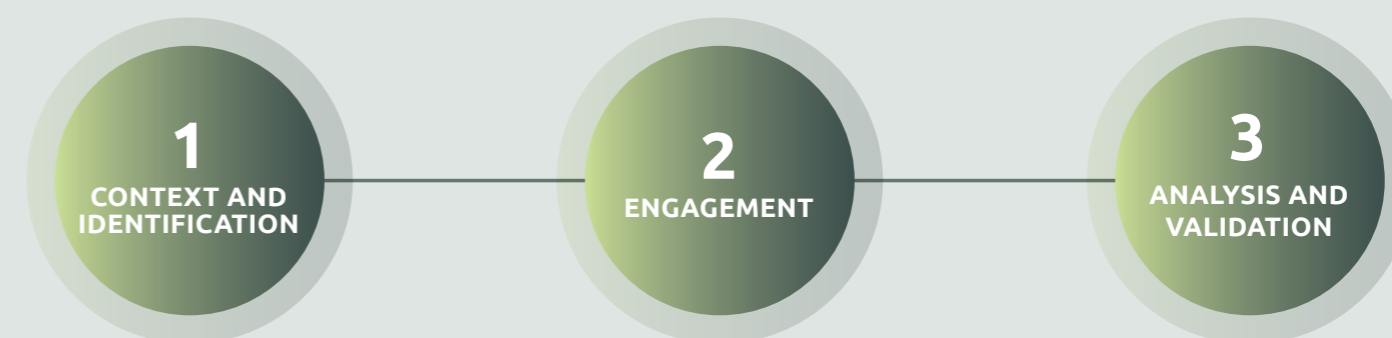 1
CONTEXT AND
IDENTIFICATION
2
ENGAGEMENT
3
ANALYSIS AND
VALIDATION